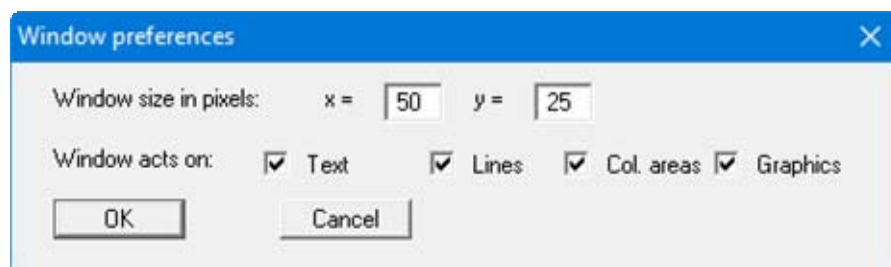 Window preferences
Window size in pixels: x = 50 y = 25
Window acts on: Text Lines Col. areas Graphics
OK Cancel